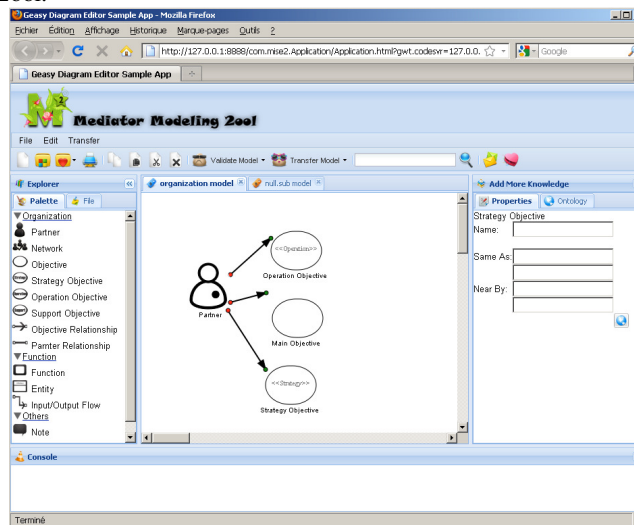 2001.
Geasy Diagram Editor Sample App - Mozilla Firefox
Fichier Édition Affichage Historique Marque-pages Outils ?
http://127.0.0.1:8888/com.mise2.Application/Application.html?gwt.codesvr=127.0.0. Google
Geasy Diagram Editor Sample App
M 2
Mediator Modeling 2ool
File Edit Transfer
Validate Model Transfer Model
Explorer
organization model null.sub model
Add More Knowledge
Palette File
Properties Ontology
Organization
Partner
Network
Objective
Strategy Objective
Operation Objective
Support Objective
Objective Relationship
Parnter Relationship
Function
Function
Entity
Input/Output Flow
Others
Note
<<Operation>>
Operation Objective
Partner
Main Objective
<<Strategy>>
Strategy Objective
Strategy Objective
Name:
Same As:
Near By:
Console
Terminé